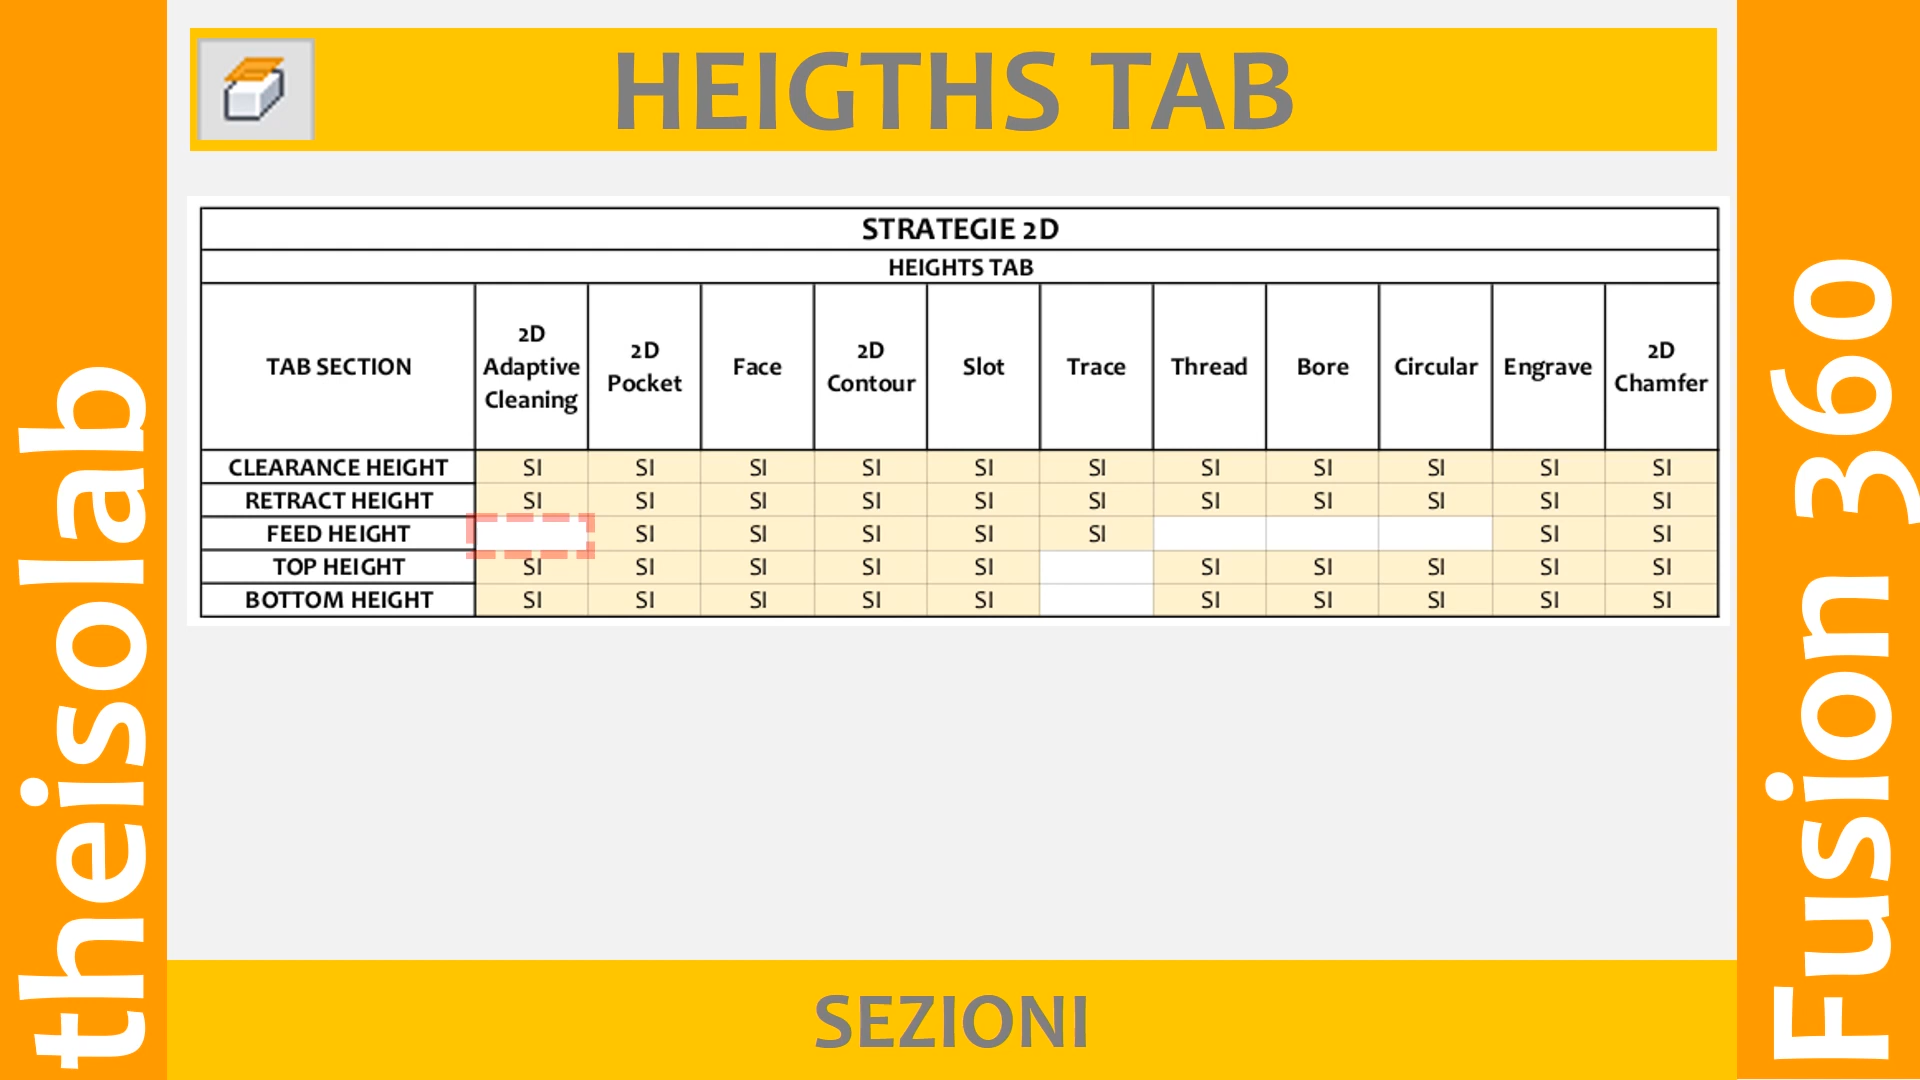 HEIGTHS TAB
STRATEGIE 2D
HEIGHTS TAB
TAB SECTION 2D Adaptive Cleaning 2D Pocket Face 2D Contour Slot Trace Thread Bore Circular Engrave 2D Chamfer
CLEARANCE HEIGHT SI SI SI SI SI SI SI SI SI SI SI
RETRACT HEIGHT SI SI SI SI SI SI SI SI SI SI SI
FEED HEIGHT SI SI SI SI SI SI SI
TOP HEIGHT SI SI SI SI SI SI SI SI SI SI
BOTTOM HEIGHT SI SI SI SI SI SI SI SI SI SI
SEZIONI
theisolab
Fusion 360